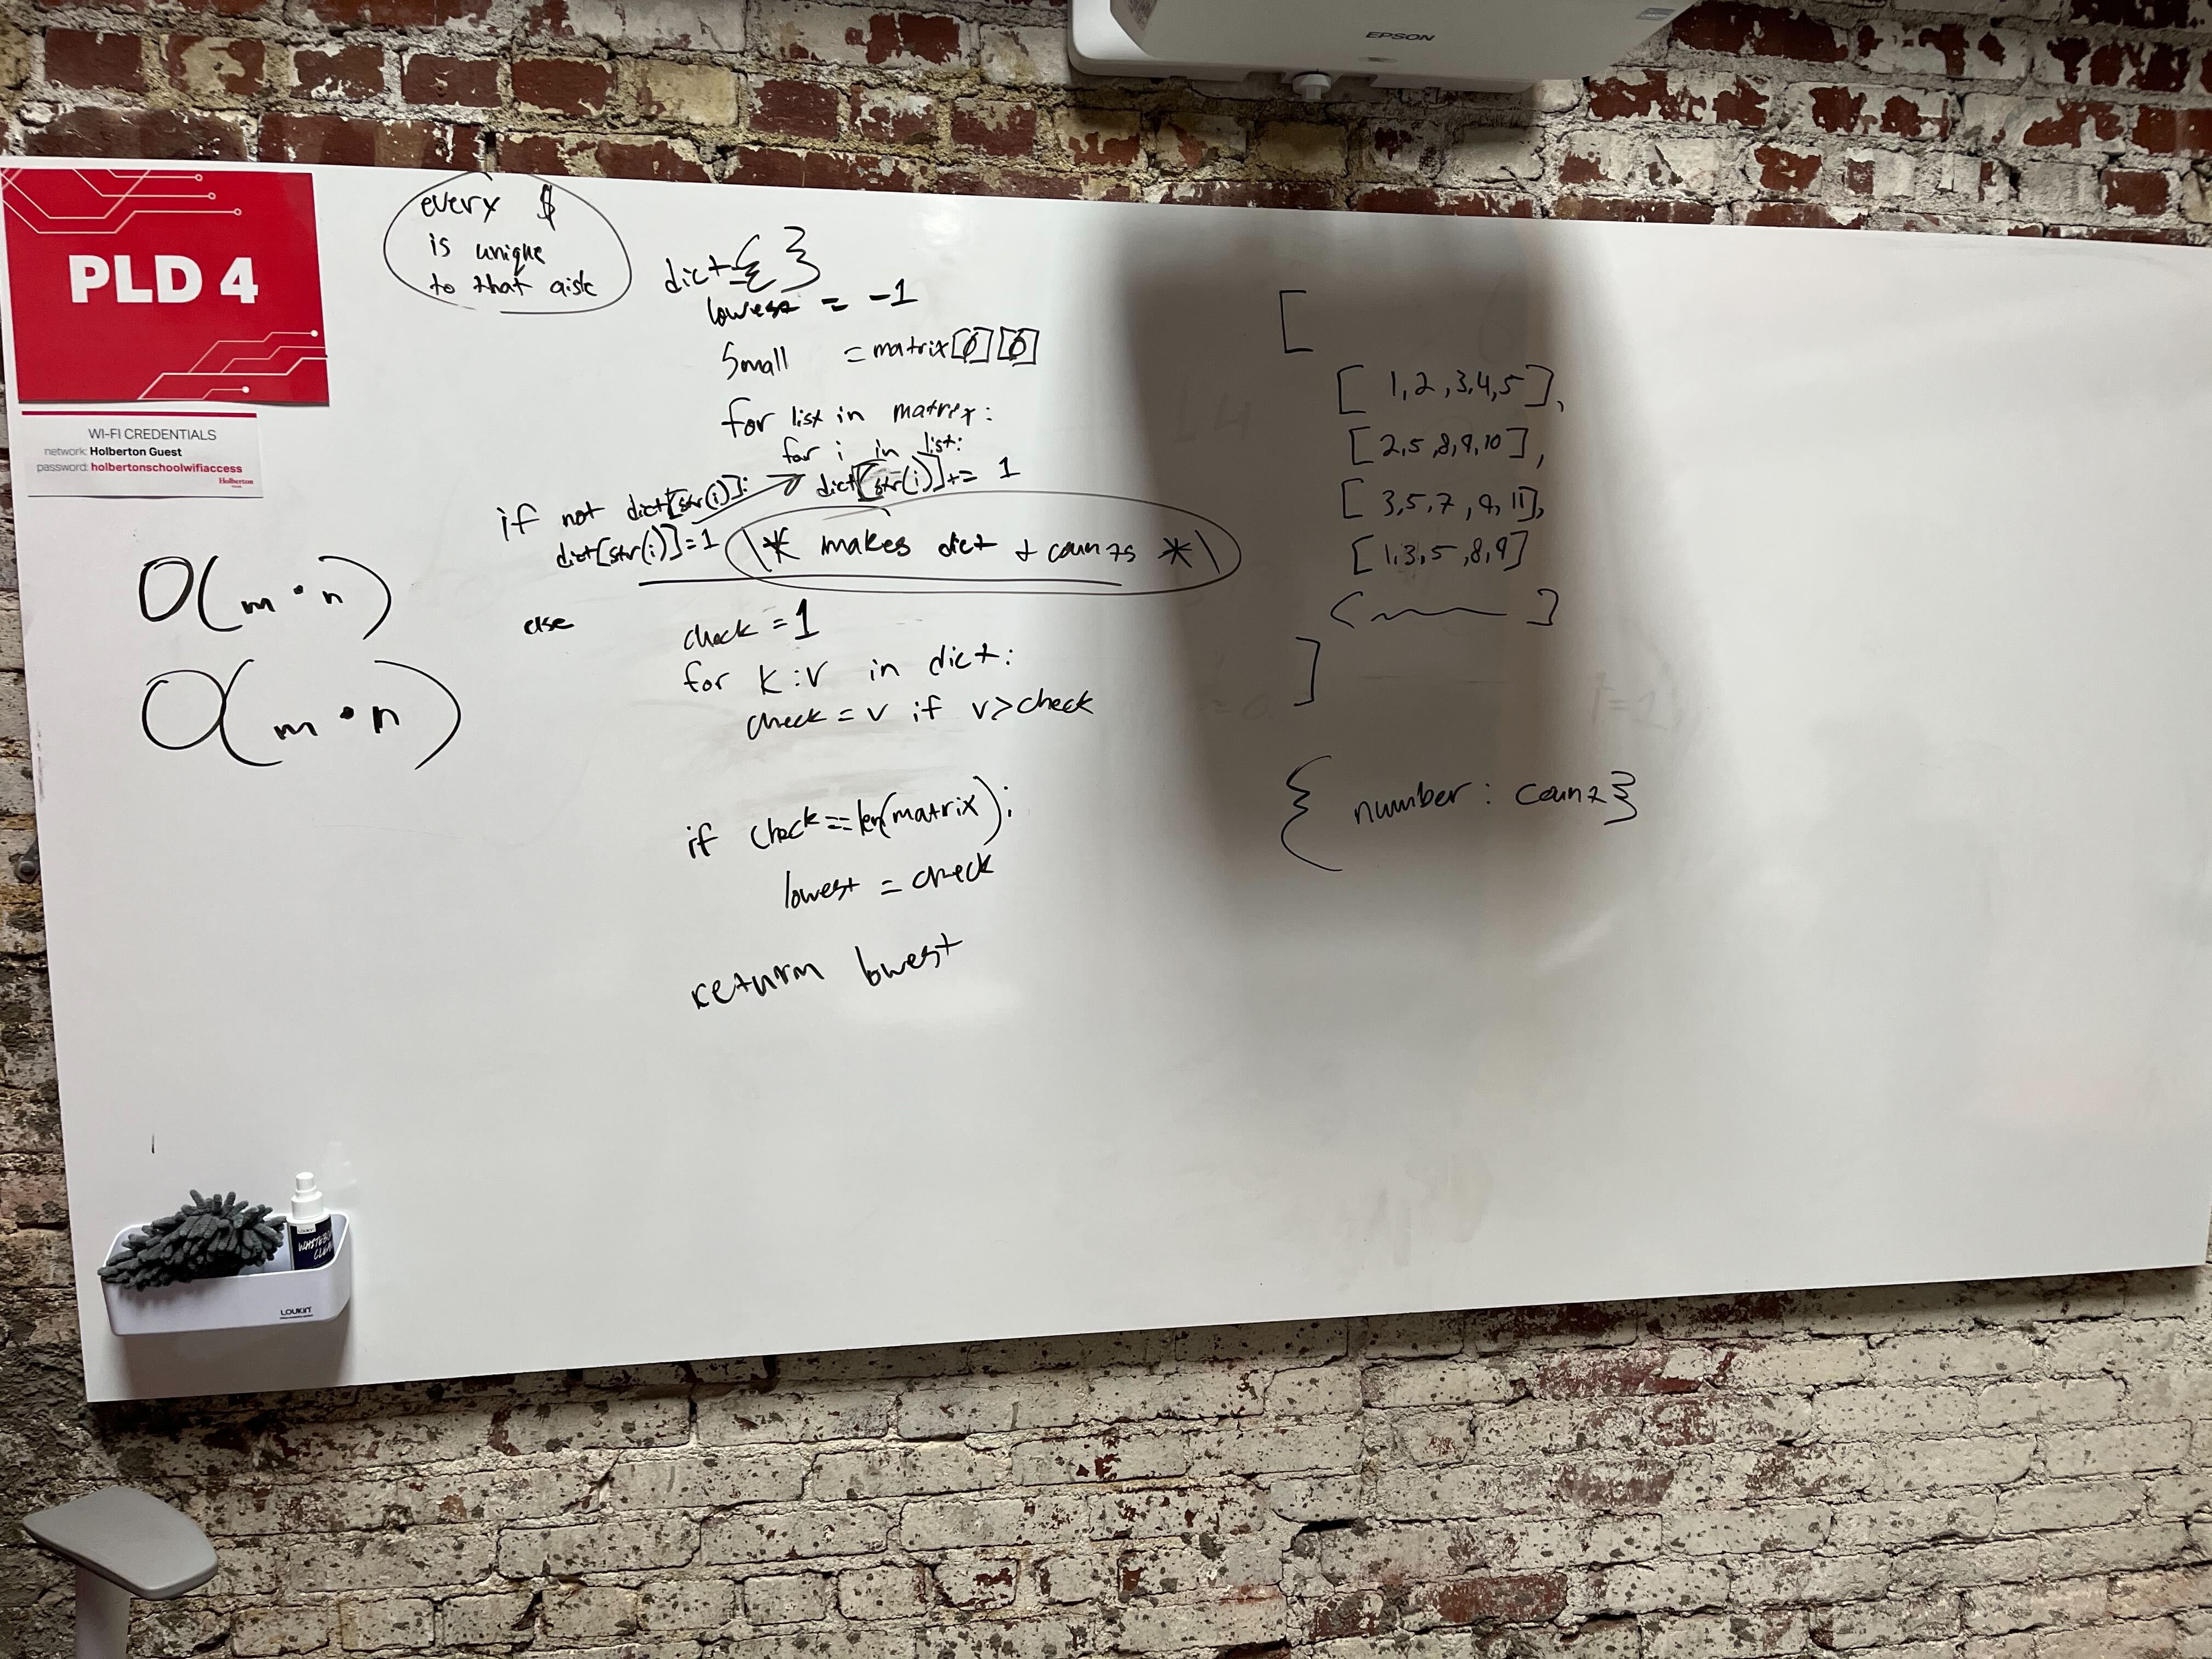 EPSON
PLD 4
WI-FI CREDENTIALS
network: Holberton Guest
password: holbertonschoolwifiaccess
Holberton
every $
is unique
to that aisle
dict={ }
lowest = -1
Small = matrix[0][0]
for list in matrix:
for i in list:
if not dict[str(i)]:
dict[str(i)]+= 1
dict[str(i)]=1
\* makes dict + counts *\
else
check = 1
for k:v in dict:
check = v if v>check
if check==len(matrix):
lowest = check
return lowest
O(m·n)
O(m·n)
[
[1,2,3,4,5],
[2,5,8,9,10],
[3,5,7,9,11],
[1,3,5,8,9]
]
{number: count}
WHITEB
CLEA
LOUKIN